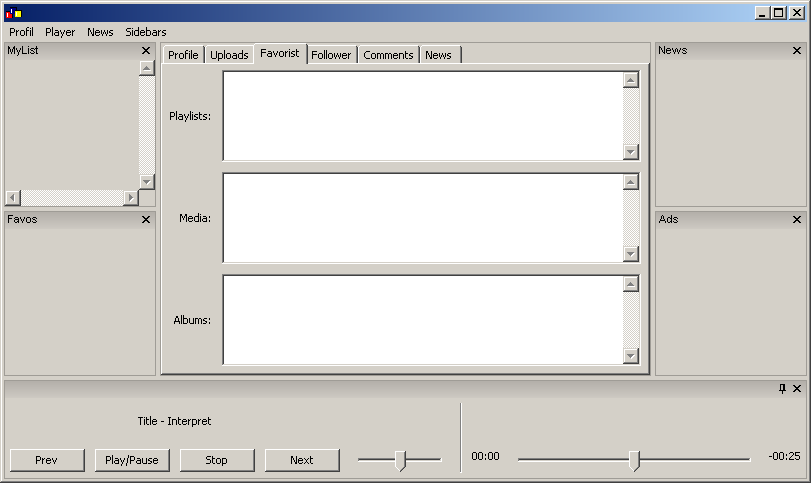 Profil Player News Sidebars
MyList
Profile Uploads Favorist Follower Comments News
News
Playlists:
Media:
Albums:
Favos
Ads
Title - Interpret
Prev Play/Pause Stop Next
00:00 -00:25